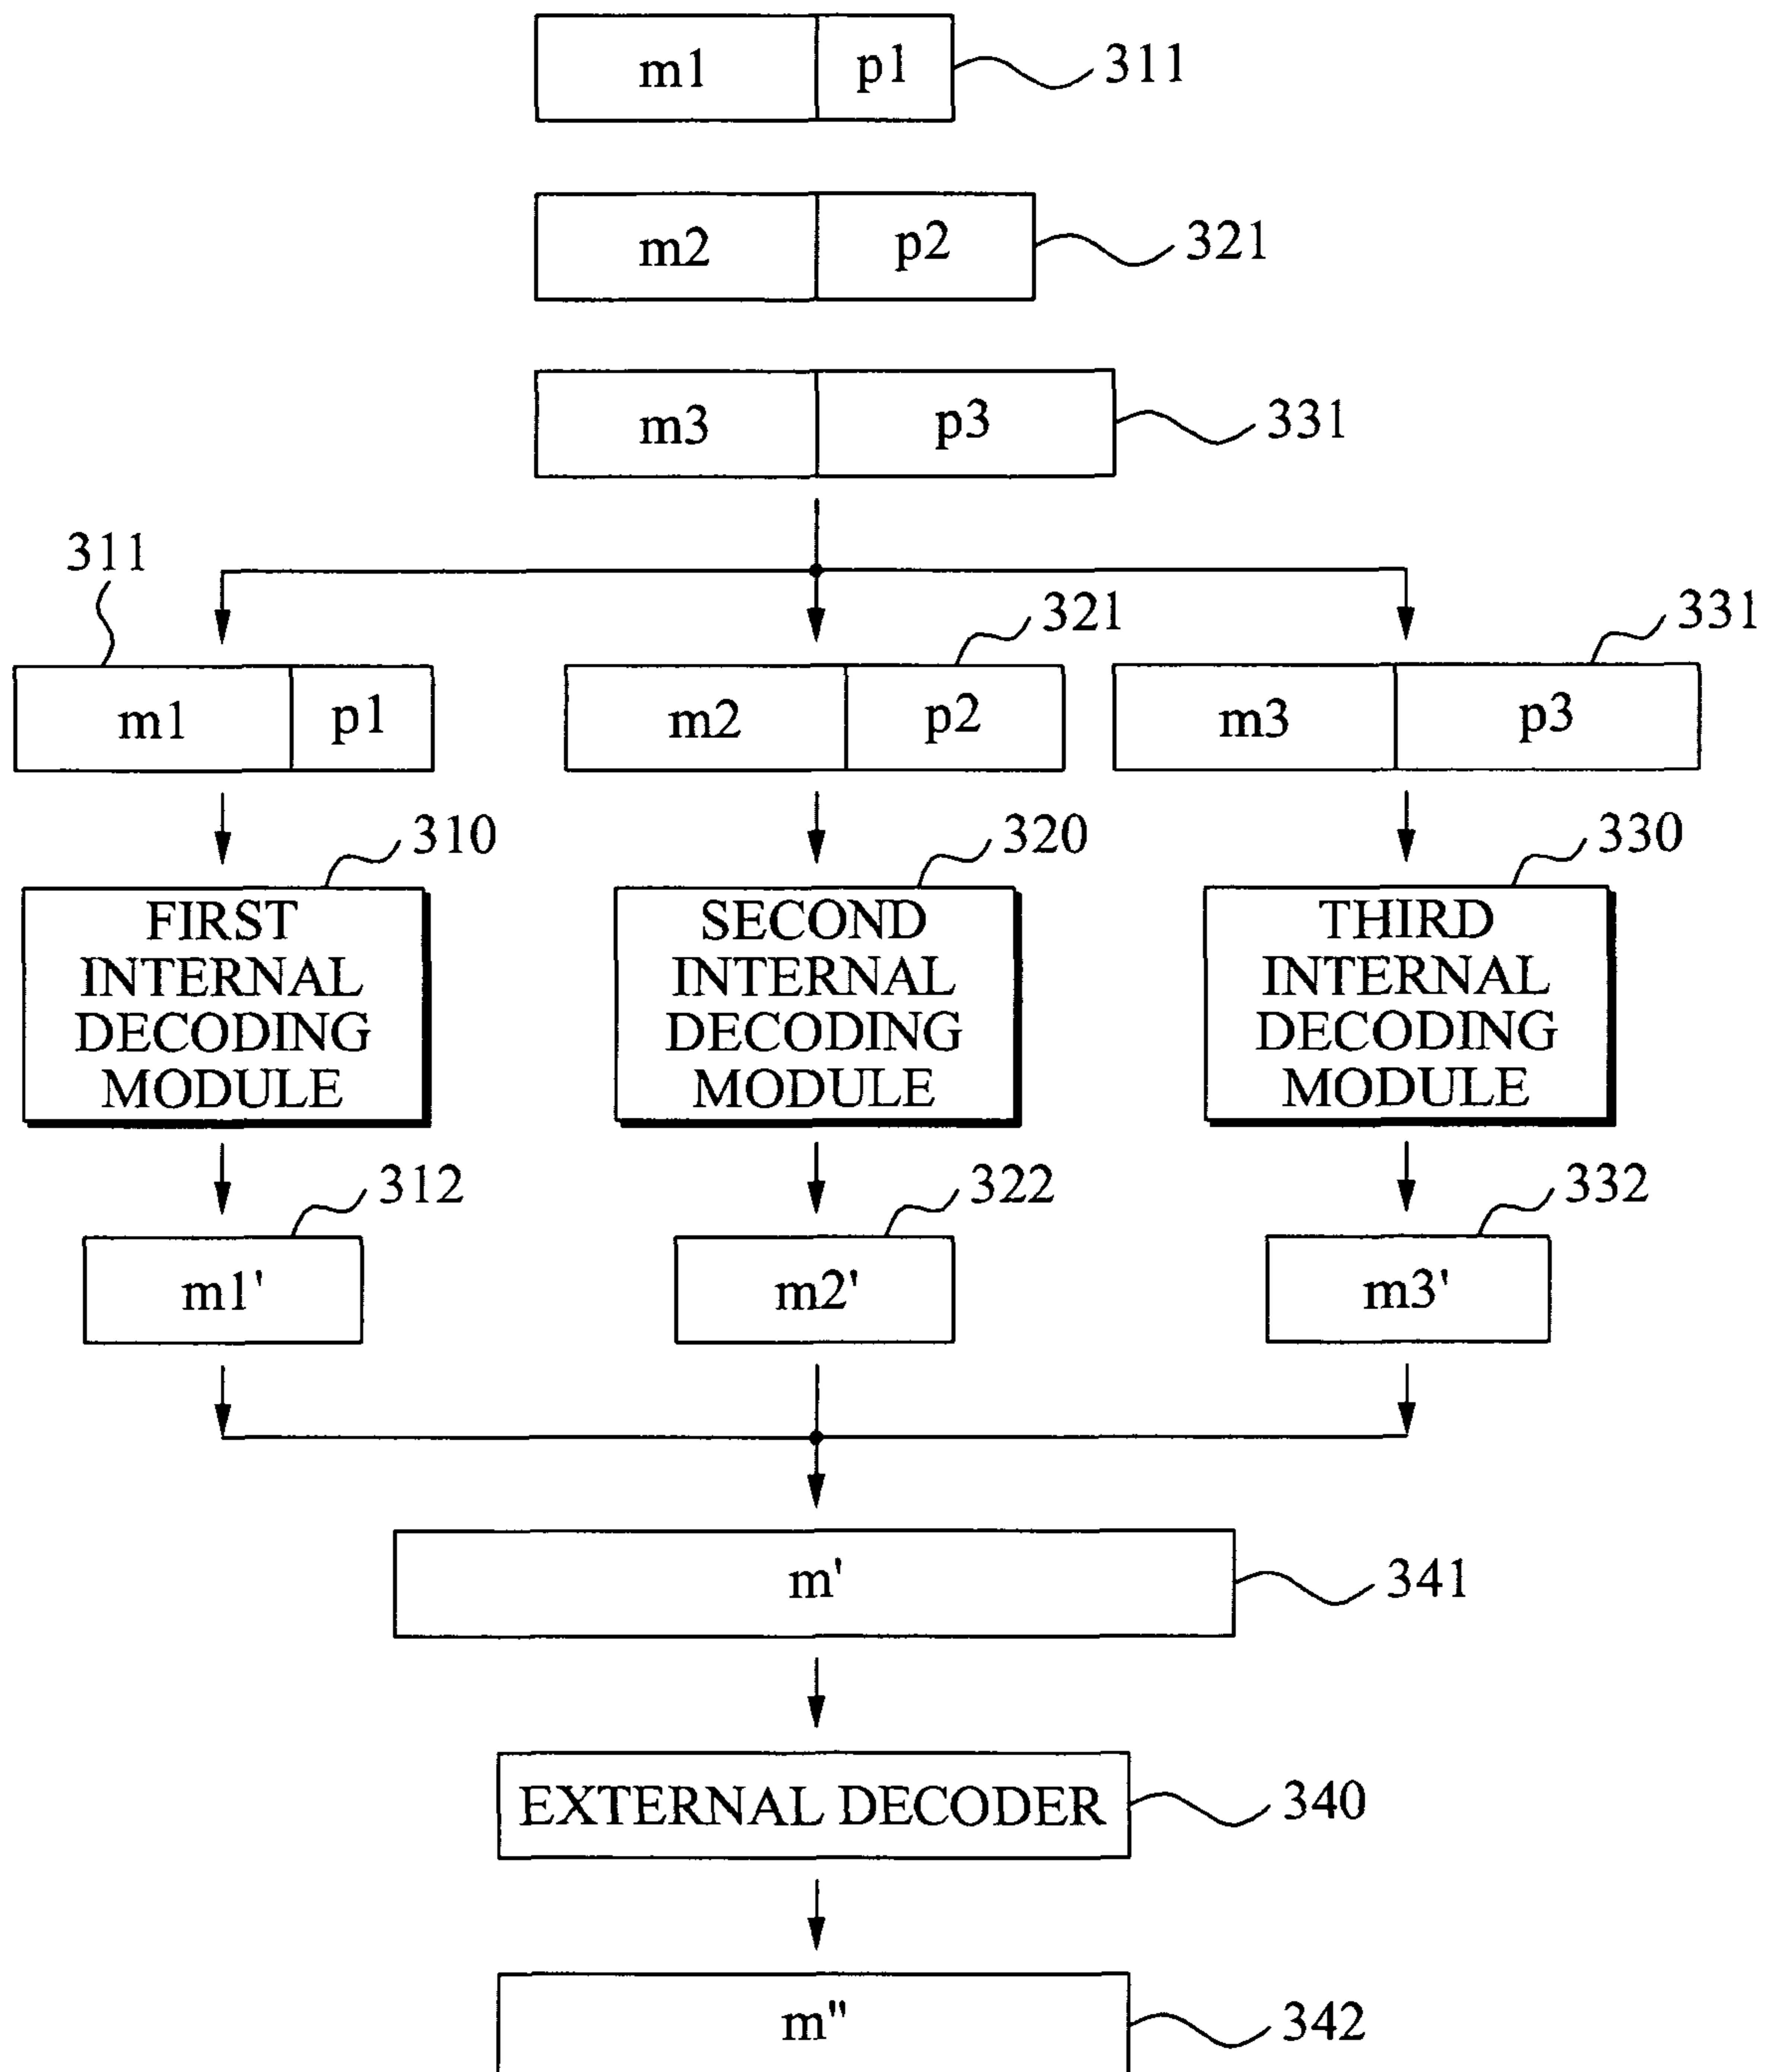 m1 p1 311
m2 p2 321
m3 p3 331
311 321 331
m1 p1 m2 p2 m3 p3
310 320 330
FIRST
INTERNAL
DECODING
MODULE
SECOND
INTERNAL
DECODING
MODULE
THIRD
INTERNAL
DECODING
MODULE
312 322 332
m1' m2' m3'
m' 341
EXTERNAL DECODER 340
m" 342